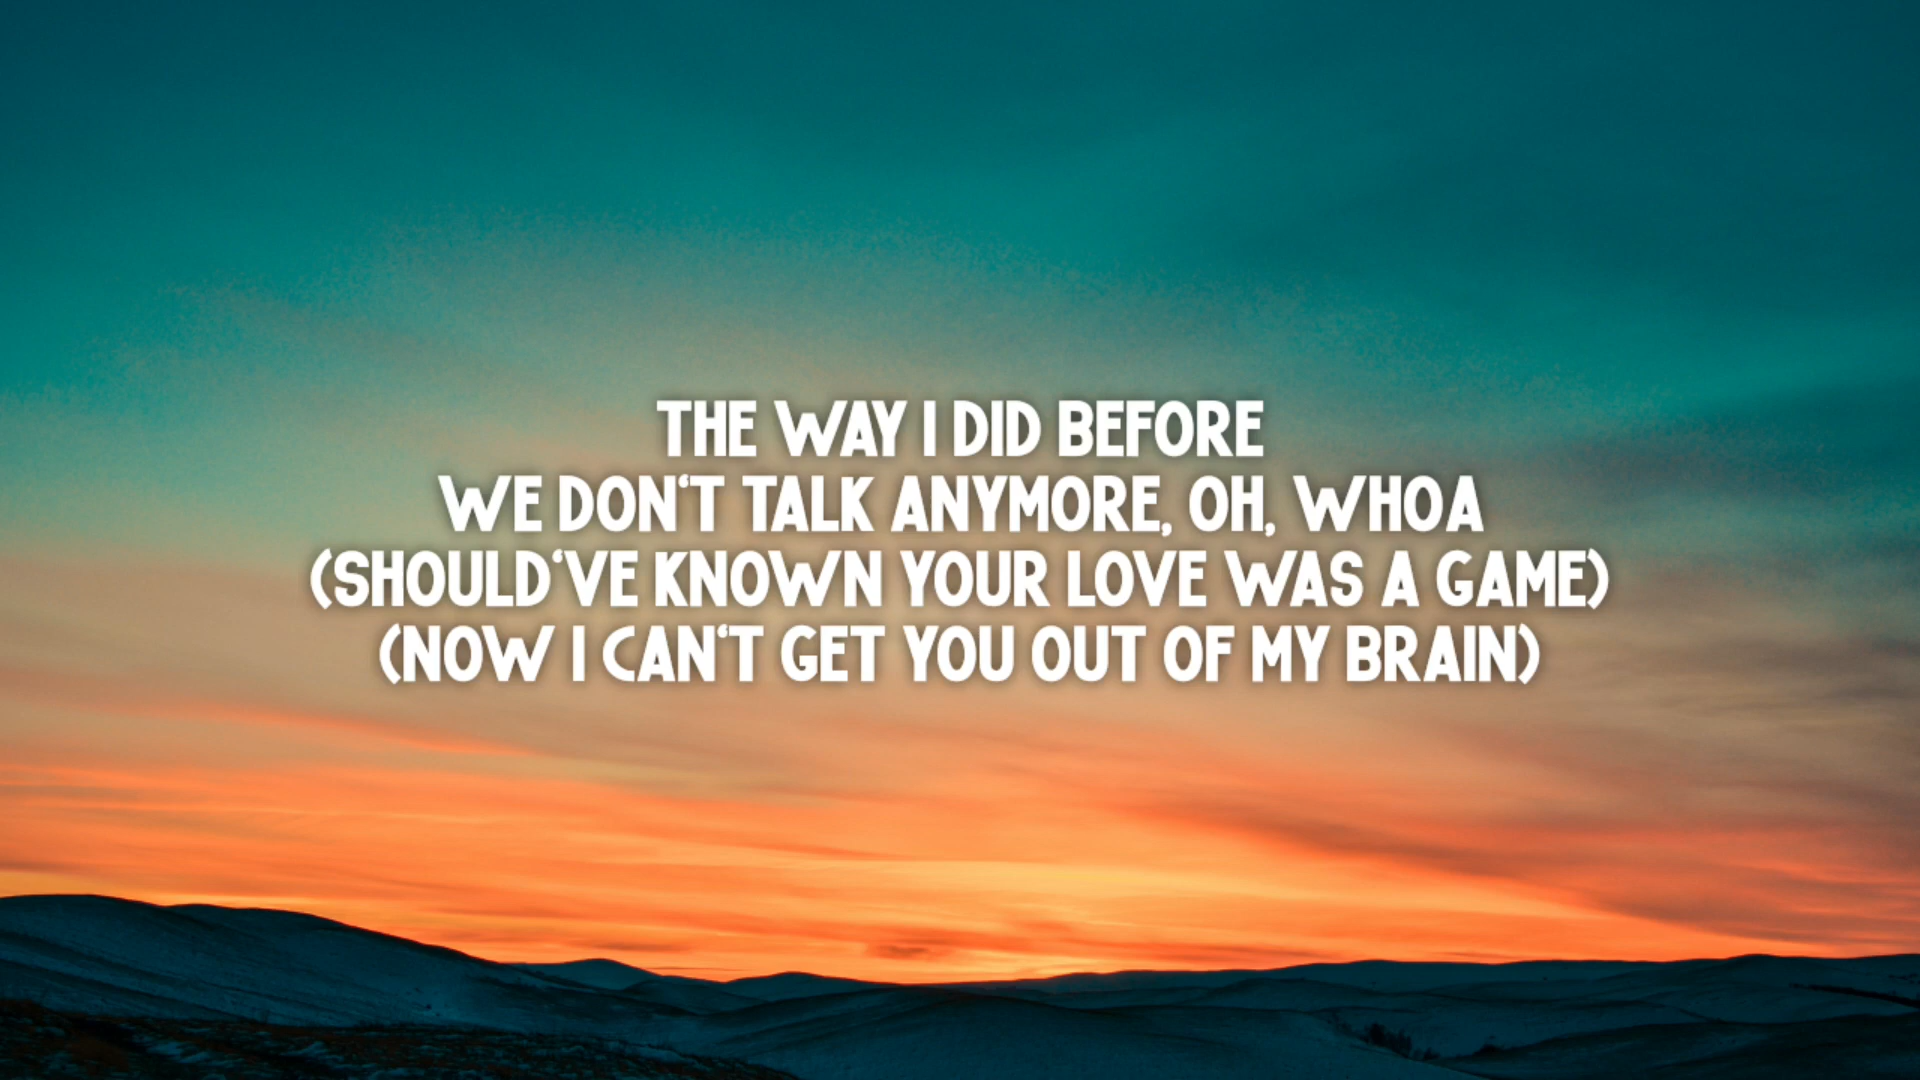 THE WAY I DID BEFORE
WE DON'T TALK ANYMORE, OH, WHOA
(SHOULD'VE KNOWN YOUR LOVE WAS A GAME)
(NOW I CAN'T GET YOU OUT OF MY BRAIN)